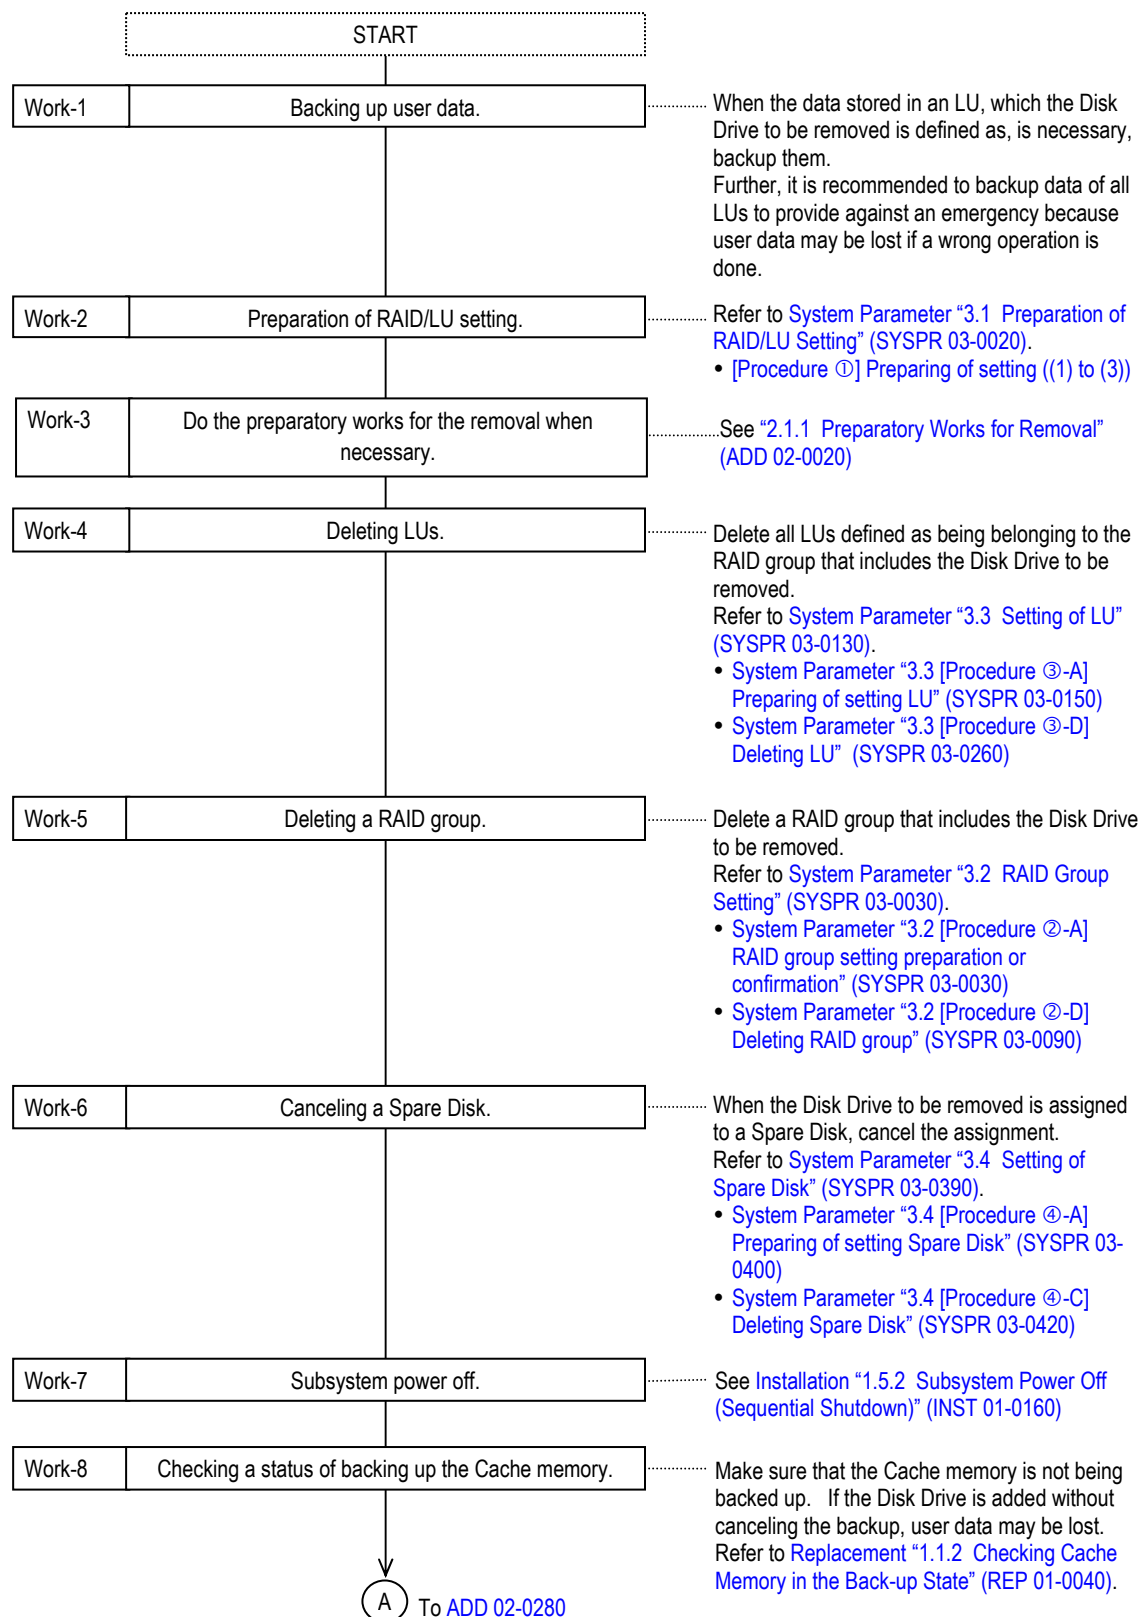 START
Work-1
Backing up user data.
When the data stored in an LU, which the Disk
Drive to be removed is defined as, is necessary,
backup them.
Further, it is recommended to backup data of all
LUs to provide against an emergency because
user data may be lost if a wrong operation is
done.
Work-2
Preparation of RAID/LU setting.
Refer to System Parameter “3.1 Preparation of
RAID/LU Setting” (SYSPR 03-0020).
• [Procedure ①] Preparing of setting ((1) to (3))
Work-3
Do the preparatory works for the removal when
necessary.
See “2.1.1 Preparatory Works for Removal”
(ADD 02-0020)
Work-4
Deleting LUs.
Delete all LUs defined as being belonging to the
RAID group that includes the Disk Drive to be
removed.
Refer to System Parameter “3.3 Setting of LU”
(SYSPR 03-0130).
• System Parameter “3.3 [Procedure ③-A]
Preparing of setting LU” (SYSPR 03-0150)
• System Parameter “3.3 [Procedure ③-D]
Deleting LU” (SYSPR 03-0260)
Work-5
Deleting a RAID group.
Delete a RAID group that includes the Disk Drive
to be removed.
Refer to System Parameter “3.2 RAID Group
Setting” (SYSPR 03-0030).
• System Parameter “3.2 [Procedure ②-A]
RAID group setting preparation or
confirmation” (SYSPR 03-0030)
• System Parameter “3.2 [Procedure ②-D]
Deleting RAID group” (SYSPR 03-0090)
Work-6
Canceling a Spare Disk.
When the Disk Drive to be removed is assigned
to a Spare Disk, cancel the assignment.
Refer to System Parameter “3.4 Setting of
Spare Disk” (SYSPR 03-0390).
• System Parameter “3.4 [Procedure ④-A]
Preparing of setting Spare Disk” (SYSPR 03-
0400)
• System Parameter “3.4 [Procedure ④-C]
Deleting Spare Disk” (SYSPR 03-0420)
Work-7
Subsystem power off.
See Installation “1.5.2 Subsystem Power Off
(Sequential Shutdown)” (INST 01-0160)
Work-8
Checking a status of backing up the Cache memory.
Make sure that the Cache memory is not being
backed up. If the Disk Drive is added without
canceling the backup, user data may be lost.
Refer to Replacement “1.1.2 Checking Cache
Memory in the Back-up State” (REP 01-0040).
A
To ADD 02-0280